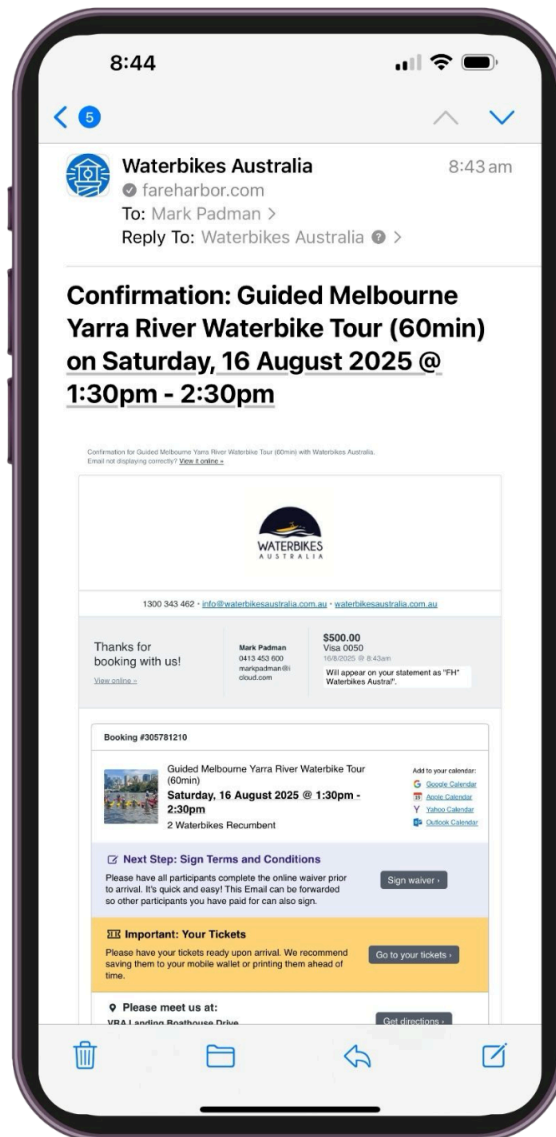 8:44
5
Waterbikes Australia
8:43 am
fareharbor.com
To: Mark Padman >
Reply To: Waterbikes Australia ? >
Confirmation: Guided Melbourne
Yarra River Waterbike Tour (60min)
on Saturday, 16 August 2025 @
1:30pm - 2:30pm
Confirmation for Guided Melbourne Yarra River Waterbike Tour (60min) with Waterbikes Australia.
Email not displaying correctly? View it online »
WATERBIKES
AUSTRALIA
1300 343 462 · info@waterbikesaustralia.com.au · waterbikesaustralia.com.au
Thanks for
booking with us!
View online »
Mark Padman
0413 453 600
markpadman@i
cloud.com
$500.00
Visa 0050
16/8/2025 @ 8:43am
Will appear on your statement as "FH*
Waterbikes Austral".
Booking #305781210
Guided Melbourne Yarra River Waterbike Tour
(60min)
Saturday, 16 August 2025 @ 1:30pm -
2:30pm
2 Waterbikes Recumbent
Add to your calendar:
Google Calendar
Apple Calendar
Yahoo Calendar
Outlook Calendar
Next Step: Sign Terms and Conditions
Please have all participants complete the online waiver prior
to arrival. It's quick and easy! This Email can be forwarded
so other participants you have paid for can also sign.
Sign waiver ›
Important: Your Tickets
Please have your tickets ready upon arrival. We recommend
saving them to your mobile wallet or printing them ahead of
time.
Go to your tickets ›
Please meet us at:
VRA Landing Boathouse Drive
Get directions ›